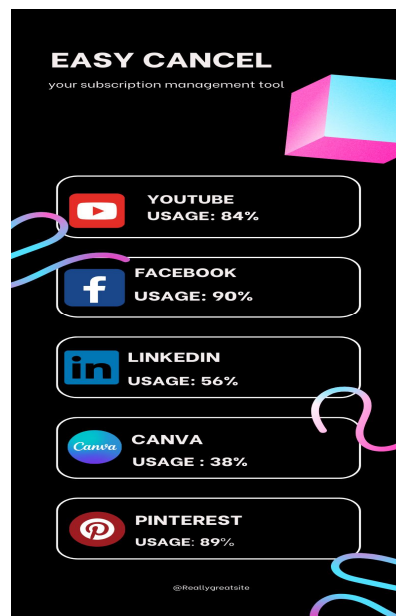 EASY CANCEL
your subscription management tool
YOUTUBE
USAGE: 84%
f
FACEBOOK
USAGE: 90%
in
LINKEDIN
USAGE: 56%
Canva
CANVA
USAGE : 38%
PINTEREST
USAGE: 89%
@Reallygreatsite